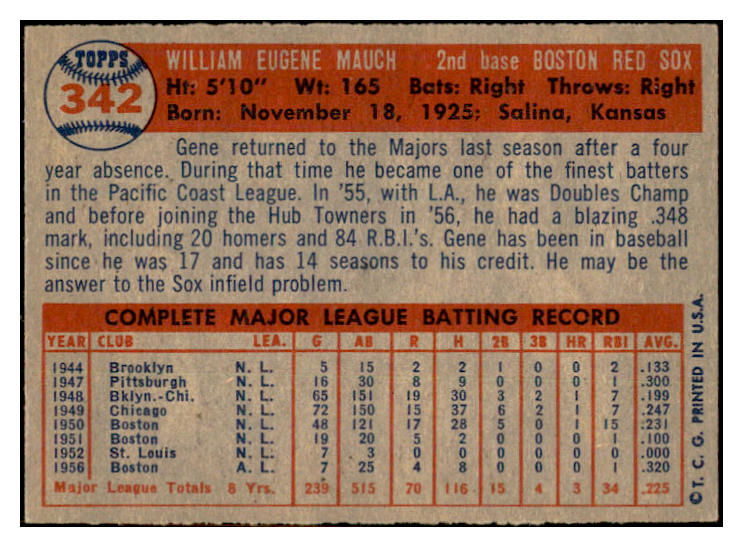 TOPPS
342
WILLIAM EUGENE MAUCH 2nd base BOSTON RED SOX
Ht: 5'10" Wt: 165 Bats: Right Throws: Right
Born: November 18, 1925; Salina, Kansas
Gene returned to the Majors last season after a four
year absence. During that time he became one of the finest batters
in the Pacific Coast League. In '55, with L.A., he was Doubles Champ
and before joining the Hub Towners in '56, he had a blazing .348
mark, including 20 homers and 84 R.B.I.'s. Gene has been in baseball
since he was 17 and has 14 seasons to his credit. He may be the
answer to the Sox infield problem.
COMPLETE MAJOR LEAGUE BATTING RECORD
YEAR CLUB LEA. G AB R H 2B 3B HR RBI AVG.
1944 Brooklyn N. L. 5 15 2 2 1 0 0 2 .133
1947 Pittsburgh N. L. 16 30 8 9 0 0 0 1 .300
1948 Bklyn.-Chi. N. L. 65 151 19 30 3 2 1 7 .199
1949 Chicago N. L. 72 150 15 37 6 2 1 7 .247
1950 Boston N. L. 48 121 17 28 5 0 1 15 .231
1951 Boston N. L. 19 20 5 2 0 0 0 1 .100
1952 St. Louis N. L. 7 3 0 0 0 0 0 0 .000
1956 Boston A. L. 7 25 4 8 0 0 0 1 .320
Major League Totals 8 Yrs. 239 515 70 116 15 4 3 34 .225
© T. C. G. PRINTED IN U.S.A.